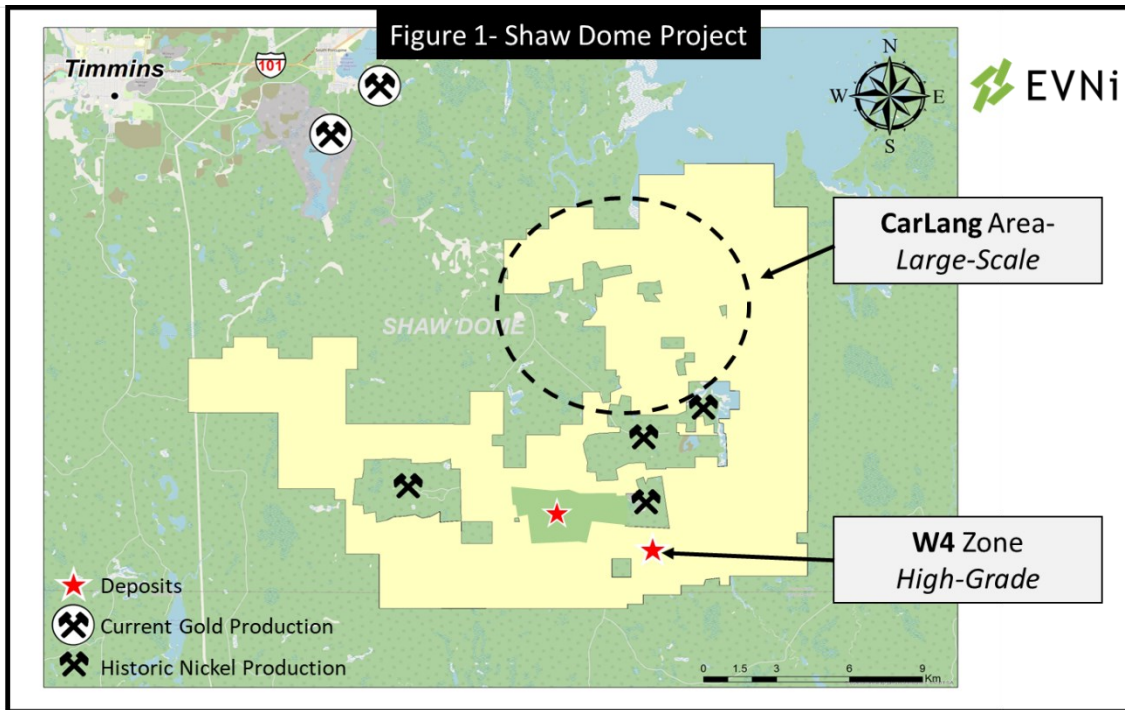 Figure 1- Shaw Dome Project
Timmins
101
N
W E
S
EVNi
CarLang Area-
Large-Scale
SHAW DOME
W4 Zone
High-Grade
Deposits
Current Gold Production
Historic Nickel Production
0 1.5 3 6 9
Km